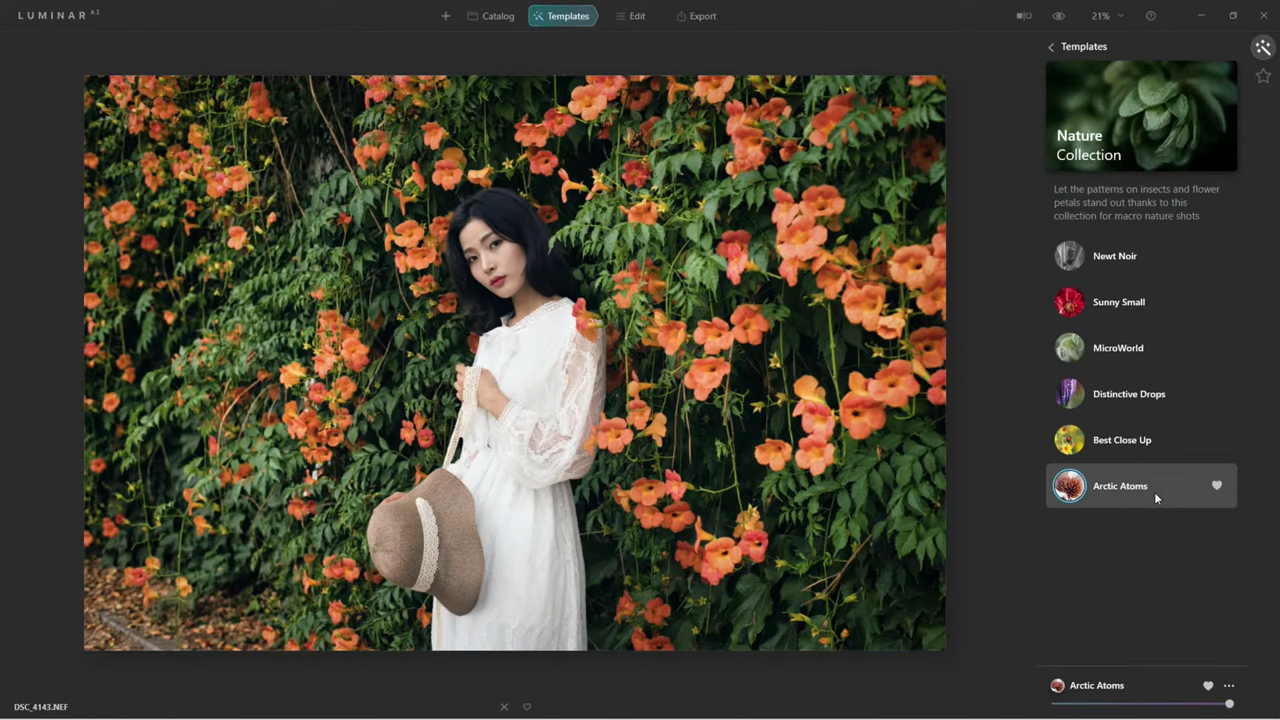 LUMINAR AI
Catalog
Templates
Edit
Export
21%
Templates
Nature
Collection
Let the patterns on insects and flower
petals stand out thanks to this
collection for macro nature shots
Newt Noir
Sunny Small
MicroWorld
Distinctive Drops
Best Close Up
Arctic Atoms
Arctic Atoms
DSC_4143.NEF